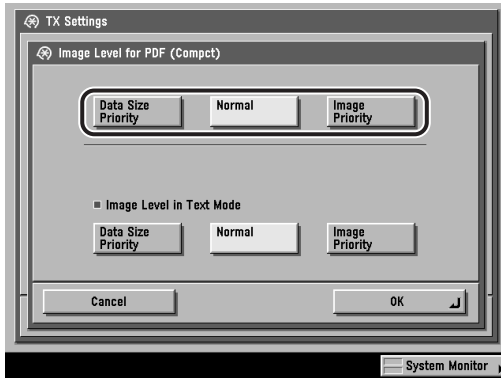 TX Settings
Image Level for PDF (Compct)
Data Size Priority
Normal
Image Priority
Image Level in Text Mode
Data Size Priority
Normal
Image Priority
Cancel
OK
System Monitor